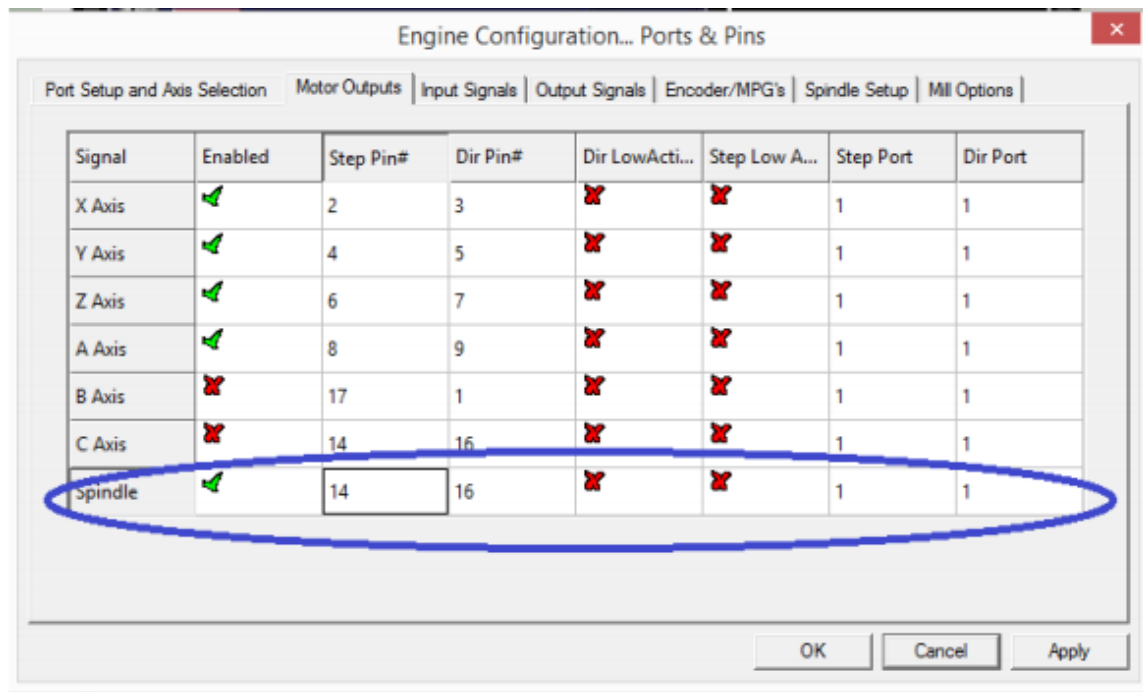 Engine Configuration... Ports & Pins
Port Setup and Axis Selection Motor Outputs Input Signals Output Signals Encoder/MPG's Spindle Setup Mill Options
Signal Enabled Step Pin# Dir Pin# Dir LowActi... Step Low A... Step Port Dir Port
X Axis 2 3 1 1
Y Axis 4 5 1 1
Z Axis 6 7 1 1
A Axis 8 9 1 1
B Axis 17 1 1 1
C Axis 14 16 1 1
Spindle 14 16 1 1
OK Cancel Apply